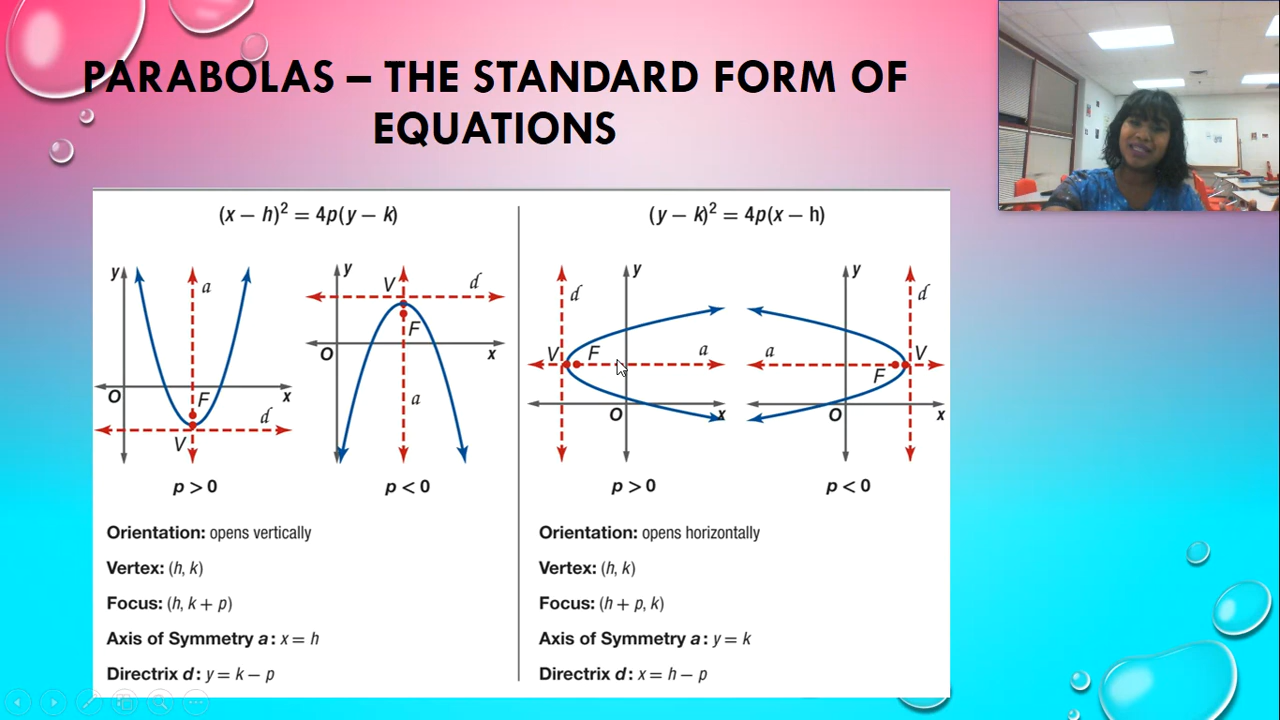 PARABOLAS – THE STANDARD FORM OF
EQUATIONS
(x − h)² = 4p(y − k)
(y − k)² = 4p(x − h)
y
a
O
F
x
d
V
p > 0
y
V
d
F
O
x
a
p < 0
y
d
V
F
a
O
x
p > 0
y
d
a
V
F
O
x
p < 0
Orientation: opens vertically
Vertex: (h, k)
Focus: (h, k + p)
Axis of Symmetry a: x = h
Directrix d: y = k − p
Orientation: opens horizontally
Vertex: (h, k)
Focus: (h + p, k)
Axis of Symmetry a: y = k
Directrix d: x = h − p